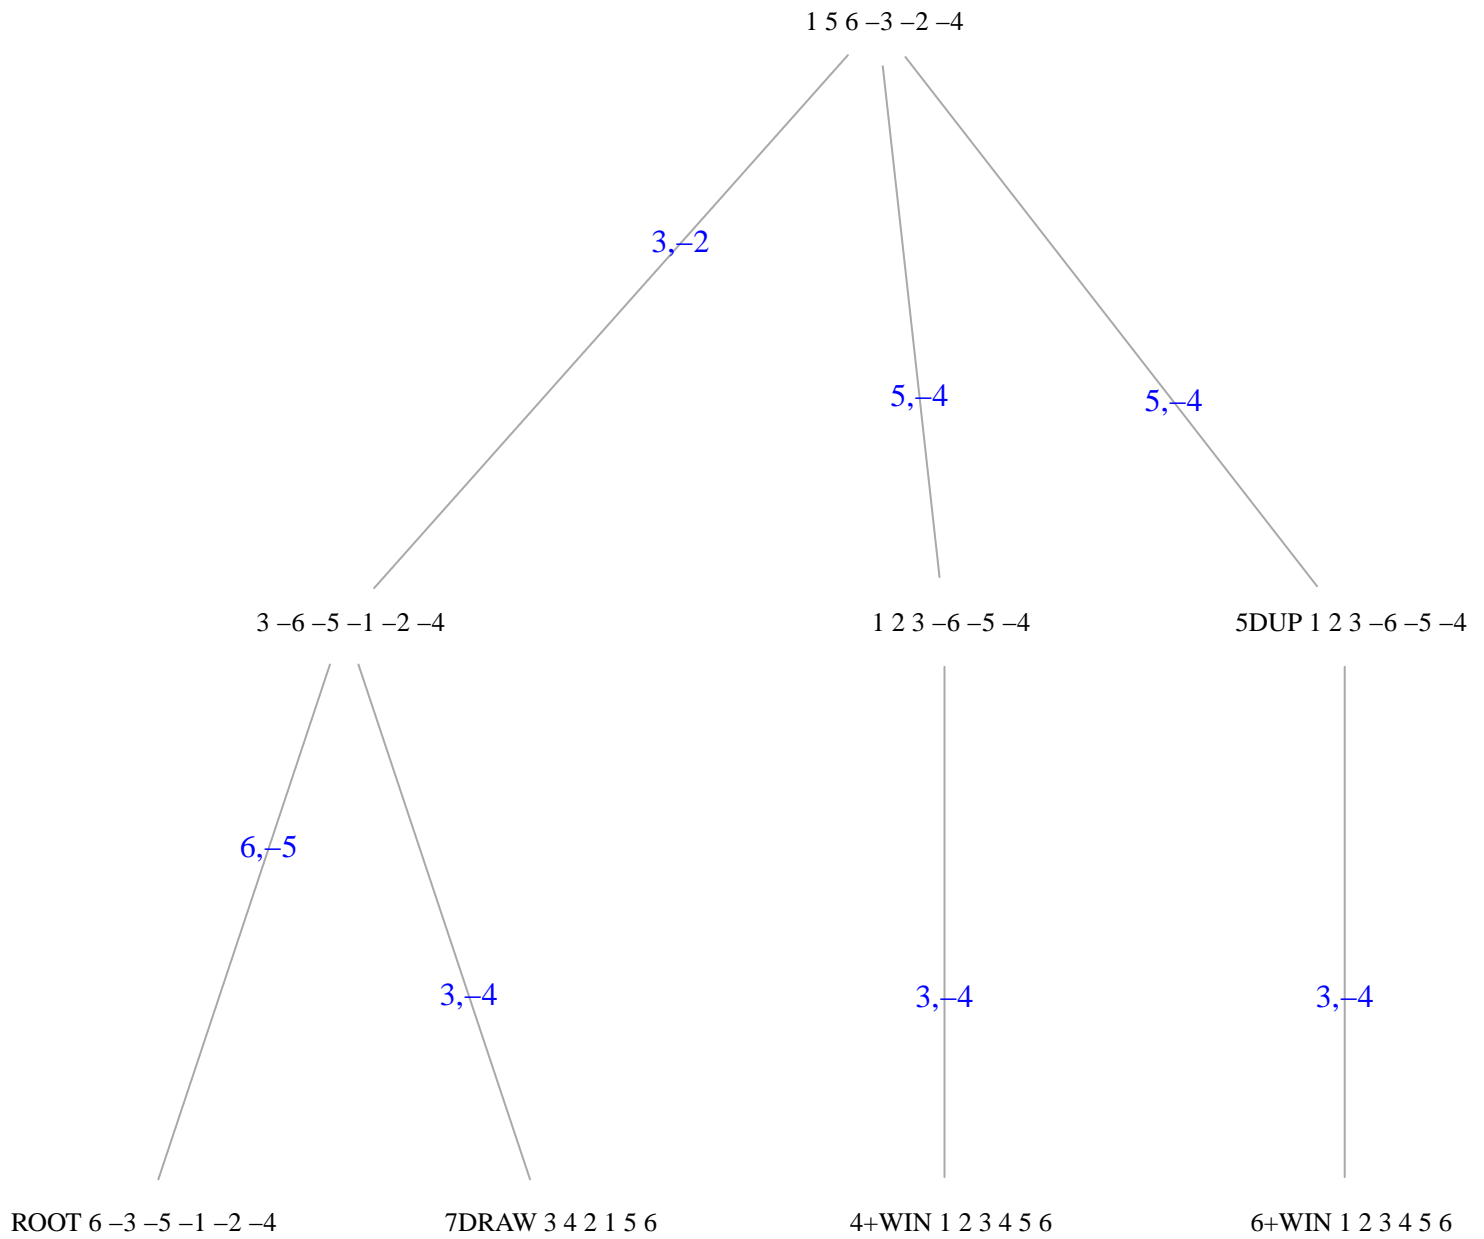 1 5 6 –3 –2 –4
3,–2
5,–4
5,–4
3 –6 –5 –1 –2 –4
1 2 3 –6 –5 –4
5DUP 1 2 3 –6 –5 –4
6,–5
3,–4
3,–4
3,–4
ROOT 6 –3 –5 –1 –2 –4
7DRAW 3 4 2 1 5 6
4+WIN 1 2 3 4 5 6
6+WIN 1 2 3 4 5 6